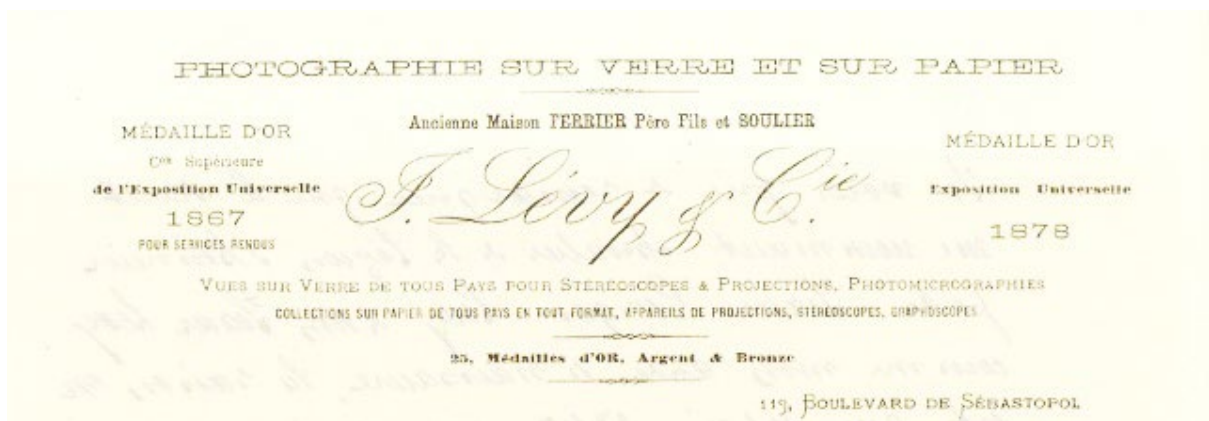 PHOTOGRAPHIE SUR VERRE ET SUR PAPIER
Ancienne Maison FERRIER Père Fils et SOULIER
MÉDAILLE D'OR
Con Supérieure
de l'Exposition Universelle
1867
POUR SERVICES RENDUS
J. Lévy & Cie.
MÉDAILLE D'OR
Exposition Universelle
1878
VUES SUR VERRE DE TOUS PAYS POUR STÉRÉOSCOPES & PROJECTIONS, PHOTOMICROGRAPHIES
COLLECTIONS SUR PAPIER DE TOUS PAYS EN TOUT FORMAT, APPAREILS DE PROJECTIONS, STÉRÉOSCOPES, GRAPHOSCOPES
25, Médailles d'OR, Argent & Bronze
119, BOULEVARD DE SÉBASTOPOL